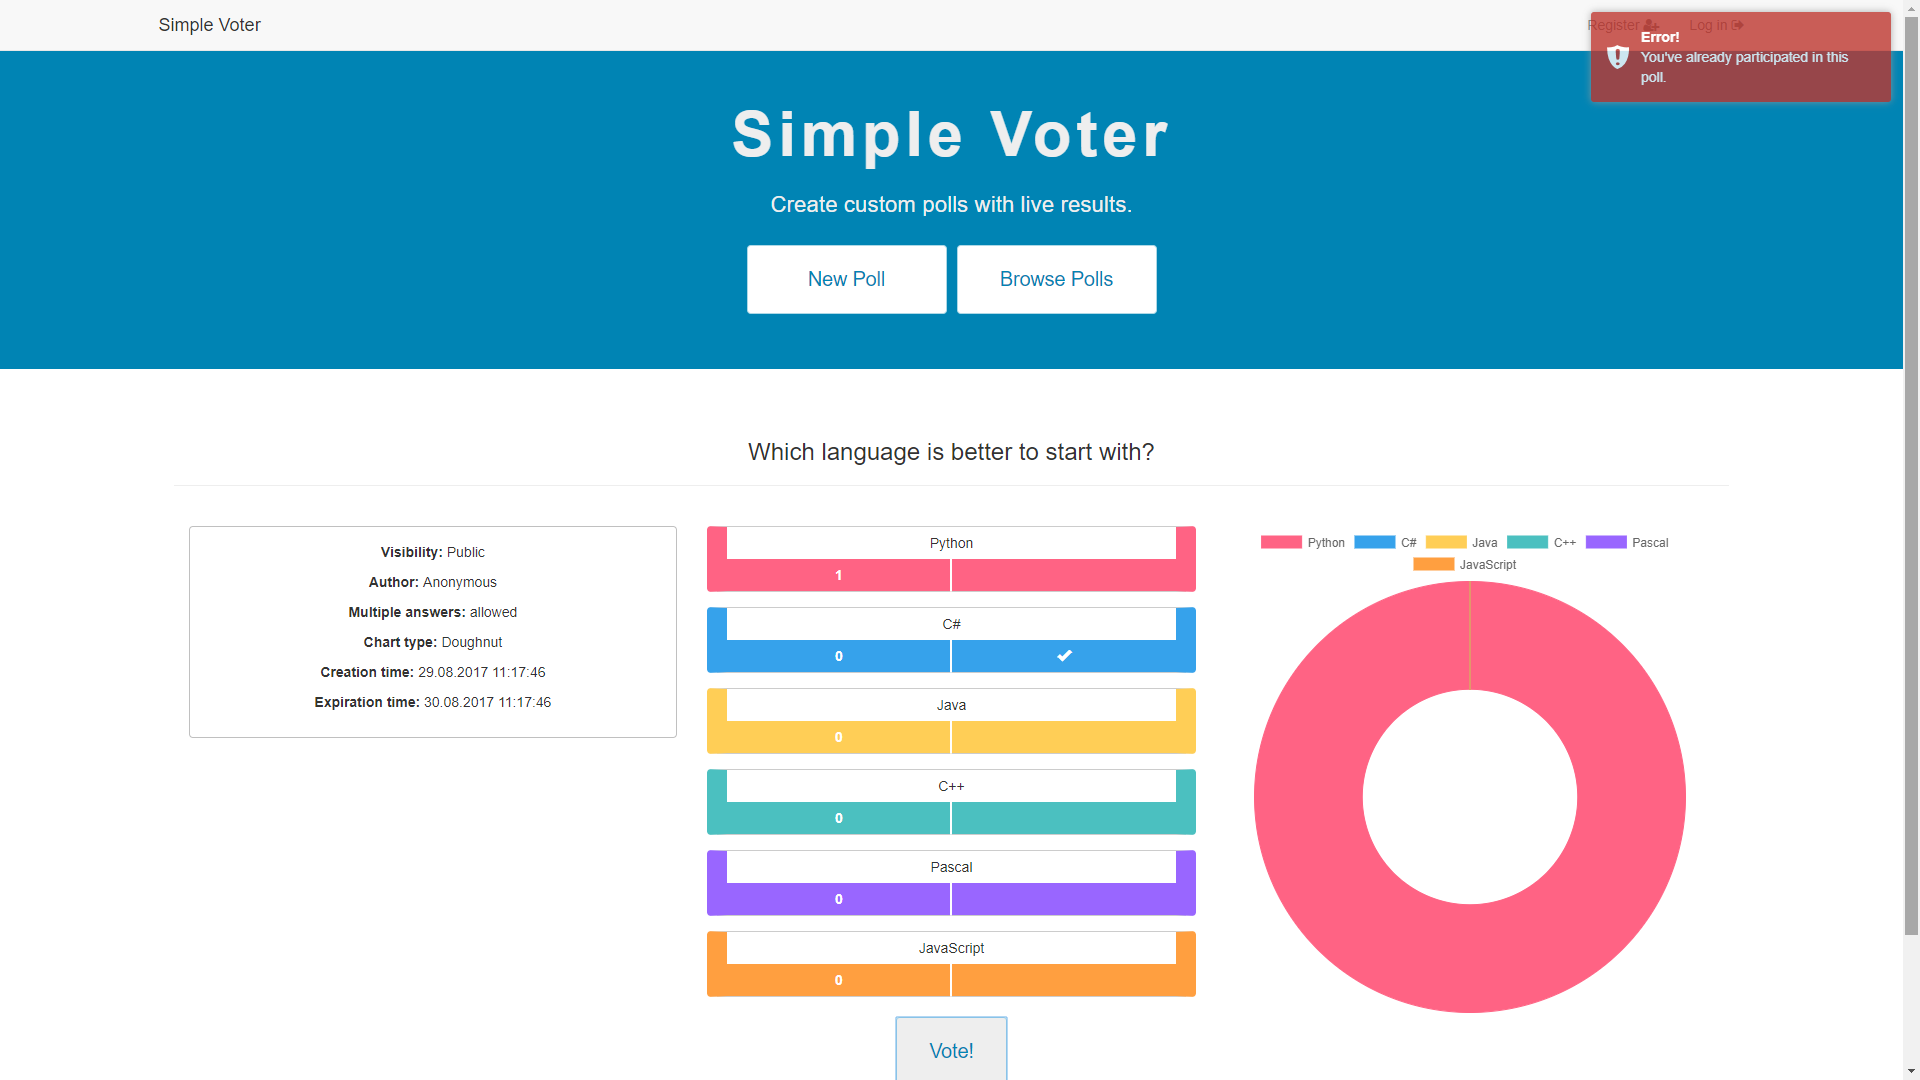 Simple Voter
Register
Log in
Error!
You've already participated in this
poll.
Simple Voter
Create custom polls with live results.
New Poll
Browse Polls
Which language is better to start with?
Visibility: Public
Author: Anonymous
Multiple answers: allowed
Chart type: Doughnut
Creation time: 29.08.2017 11:17:46
Expiration time: 30.08.2017 11:17:46
Python
1
C#
0
Java
0
C++
0
Pascal
0
JavaScript
0
Vote!
Python C# Java C++ Pascal
JavaScript